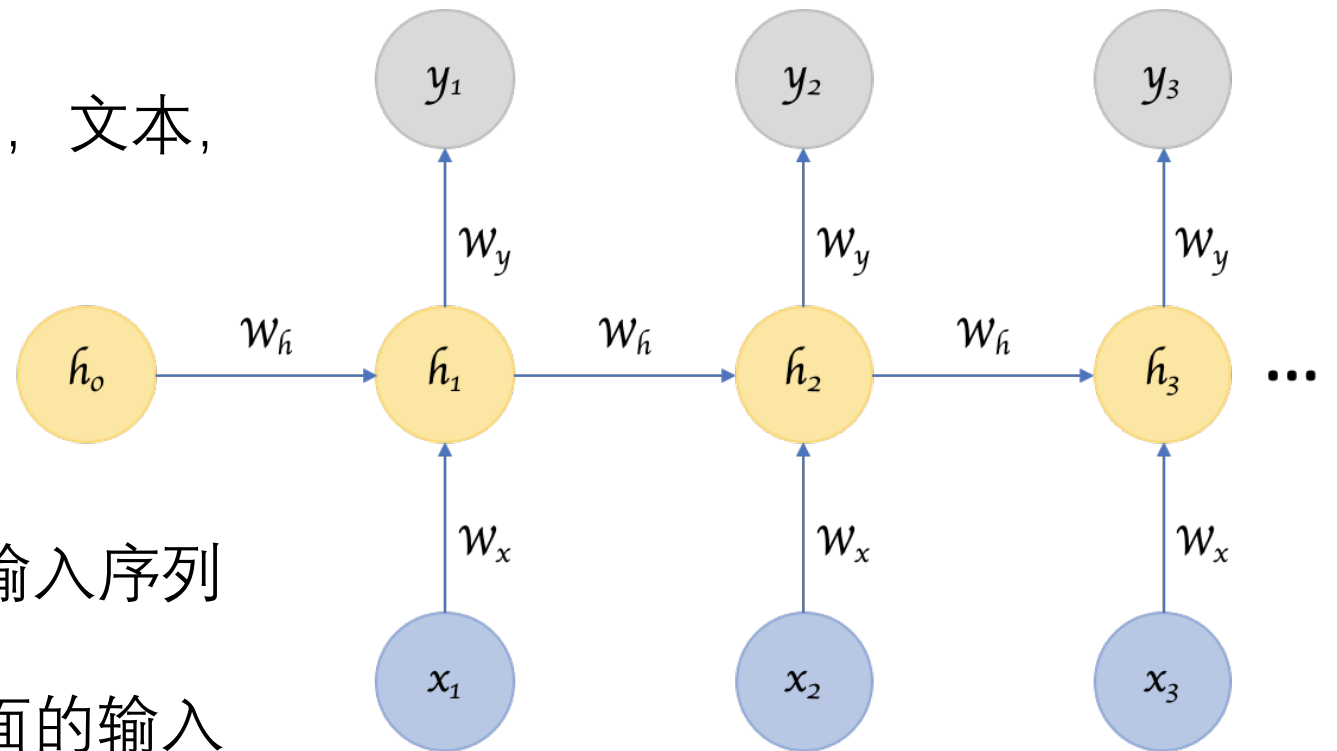 y₁ y₂ y₃
, 文本,
Wy Wy Wy
Wh Wh Wh
h₀ h₁ h₂ h₃ ...
Wx Wx Wx
输入序列
x₁ x₂ x₃
面的输入